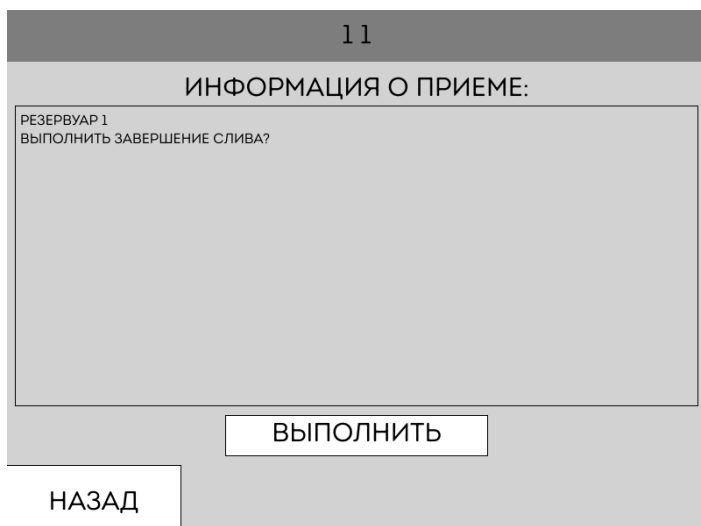 11
ИНФОРМАЦИЯ О ПРИЕМЕ:
РЕЗЕРВУАР 1
ВЫПОЛНИТЬ ЗАВЕРШЕНИЕ СЛИВА?
ВЫПОЛНИТЬ
НАЗАД